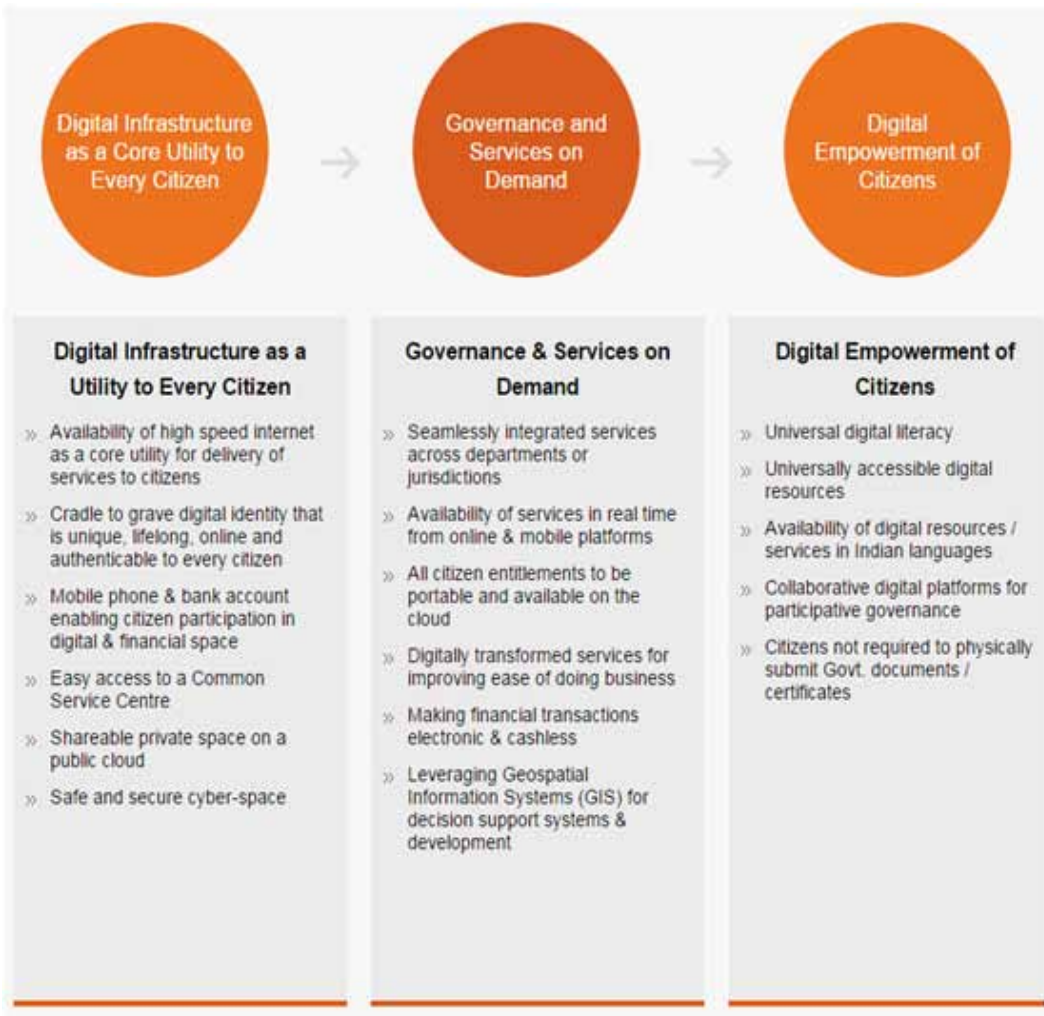 Digital Infrastructure
as a Core Utility to
Every Citizen
Governance and
Services on
Demand
Digital
Empowerment of
Citizens
Digital Infrastructure as a
Utility to Every Citizen
» Availability of high speed internet
as a core utility for delivery of
services to citizens
» Cradle to grave digital identity that
is unique, lifelong, online and
authenticable to every citizen
» Mobile phone & bank account
enabling citizen participation in
digital & financial space
» Easy access to a Common
Service Centre
» Shareable private space on a
public cloud
» Safe and secure cyber-space
Governance & Services on
Demand
» Seamlessly integrated services
across departments or
jurisdictions
» Availability of services in real time
from online & mobile platforms
» All citizen entitlements to be
portable and available on the
cloud
» Digitally transformed services for
improving ease of doing business
» Making financial transactions
electronic & cashless
» Leveraging Geospatial
Information Systems (GIS) for
decision support systems &
development
Digital Empowerment of
Citizens
» Universal digital literacy
» Universally accessible digital
resources
» Availability of digital resources /
services in Indian languages
» Collaborative digital platforms for
participative governance
» Citizens not required to physically
submit Govt. documents /
certificates